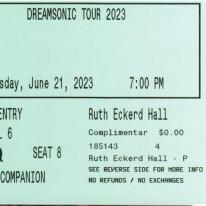 DREAMSONIC TOUR 2023
sday, June 21, 2023 7:00 PM
ENTRY
Ruth Eckerd Hall
L 6
Complimentar $0.00
185143 4
SEAT 8
Ruth Eckerd Hall - P
COMPANION
SEE REVERSE SIDE FOR MORE INFO
NO REFUNDS / NO EXCHANGES